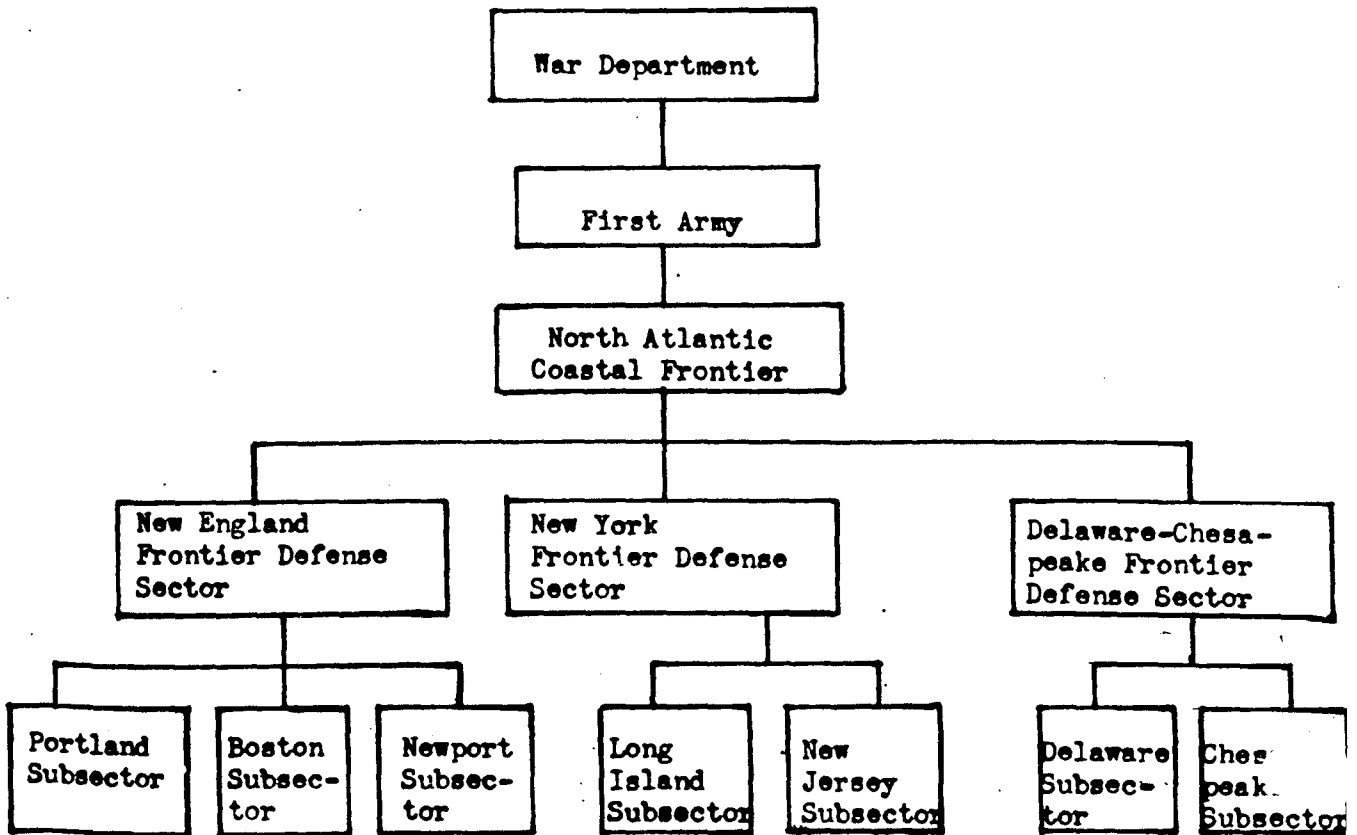 War Department
First Army
North Atlantic
Coastal Frontier
New England
Frontier Defense
Sector
New York
Frontier Defense
Sector
Delaware-Chesa-
peake Frontier
Defense Sector
Portland
Subsector
Boston
Subsec-
tor
Newport
Subsec-
tor
Long
Island
Subsector
New
Jersey
Subsector
Delaware
Subsec-
tor
Ches
peak
Subsector